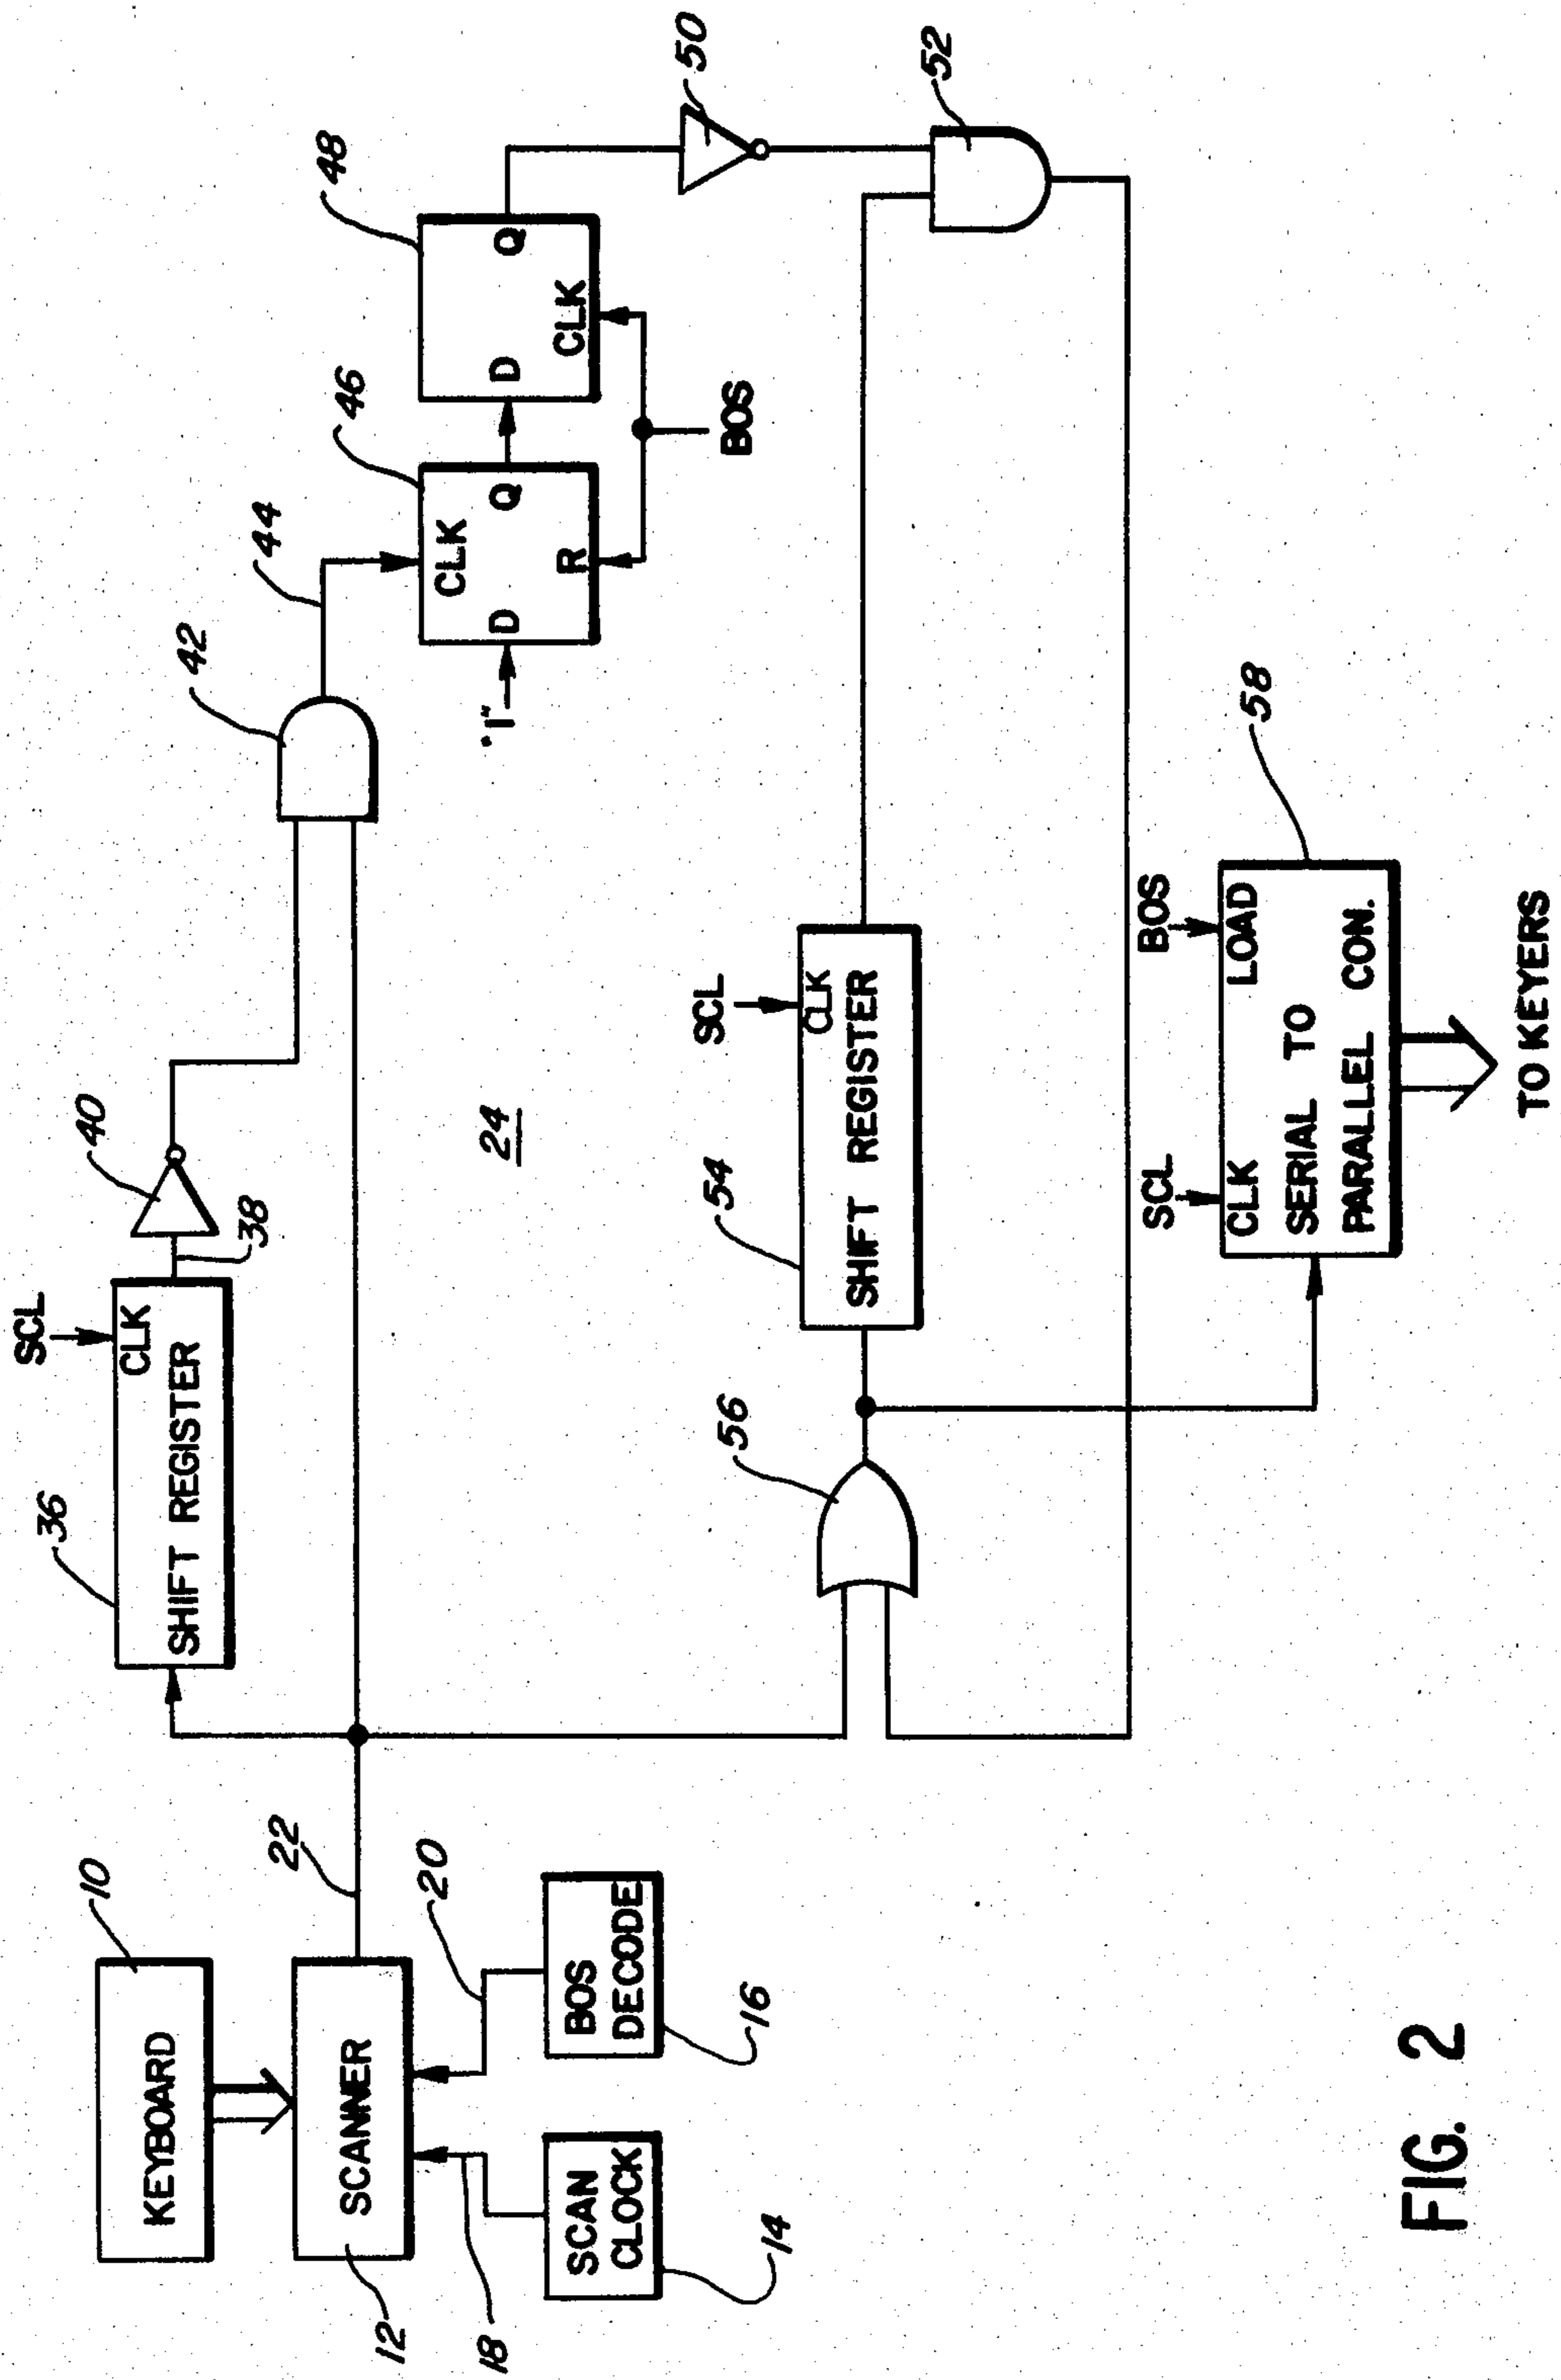 SCL
36
CLK
SHIFT REGISTER
38
40
42
44
46
48
50
52
CLK
D
Q
R
D
Q
CLK
"1"
BOS
10
KEYBOARD
22
12
SCANNER
18
20
SCAN
CLOCK
14
BOS
DECODE
16
24
56
54
SCL
CLK
SHIFT REGISTER
SCL
BOS
58
CLK
LOAD
SERIAL TO
PARALLEL CON.
TO KEYERS
FIG. 2